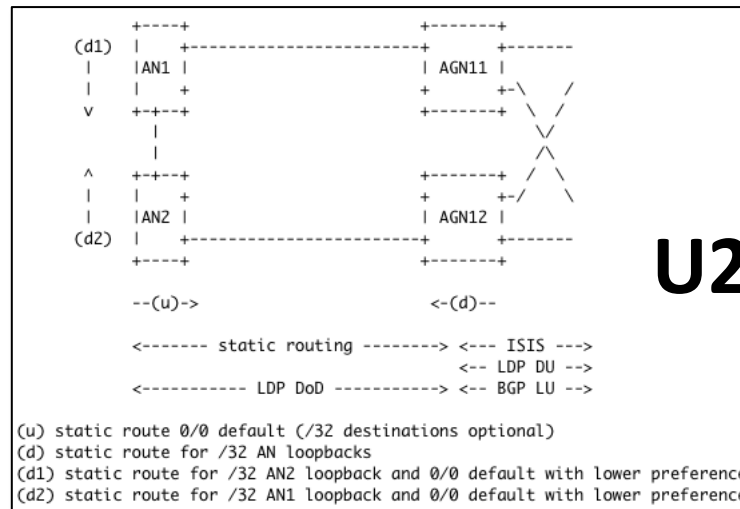 (d1)
|AN1 |
| AGN11 |
|AN2 |
| AGN12 |
(d2)
U2
--(u)->
<-(d)--
<------- static routing --------> <--- ISIS --->
<-- LDP DU -->
<----------- LDP DoD -----------> <-- BGP LU -->
(u) static route 0/0 default (/32 destinations optional)
(d) static route for /32 AN loopbacks
(d1) static route for /32 AN2 loopback and 0/0 default with lower preference
(d2) static route for /32 AN1 loopback and 0/0 default with lower preference